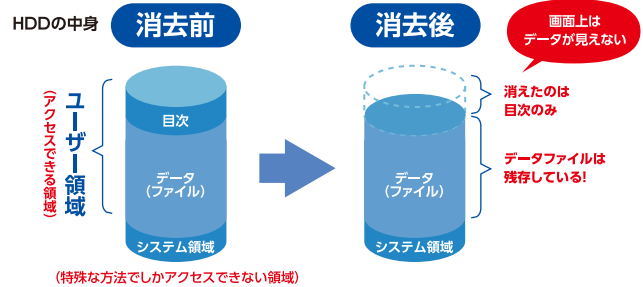 HDDの中身
消去前
消去後
画面上は
データが見えない
ユーザー領域
(アクセスできる領域)
目次
データ
(ファイル)
システム領域
(特殊な方法でしかアクセスできない領域)
消えたのは
目次のみ
データ
(ファイル)
データファイルは
残存している!
システム領域